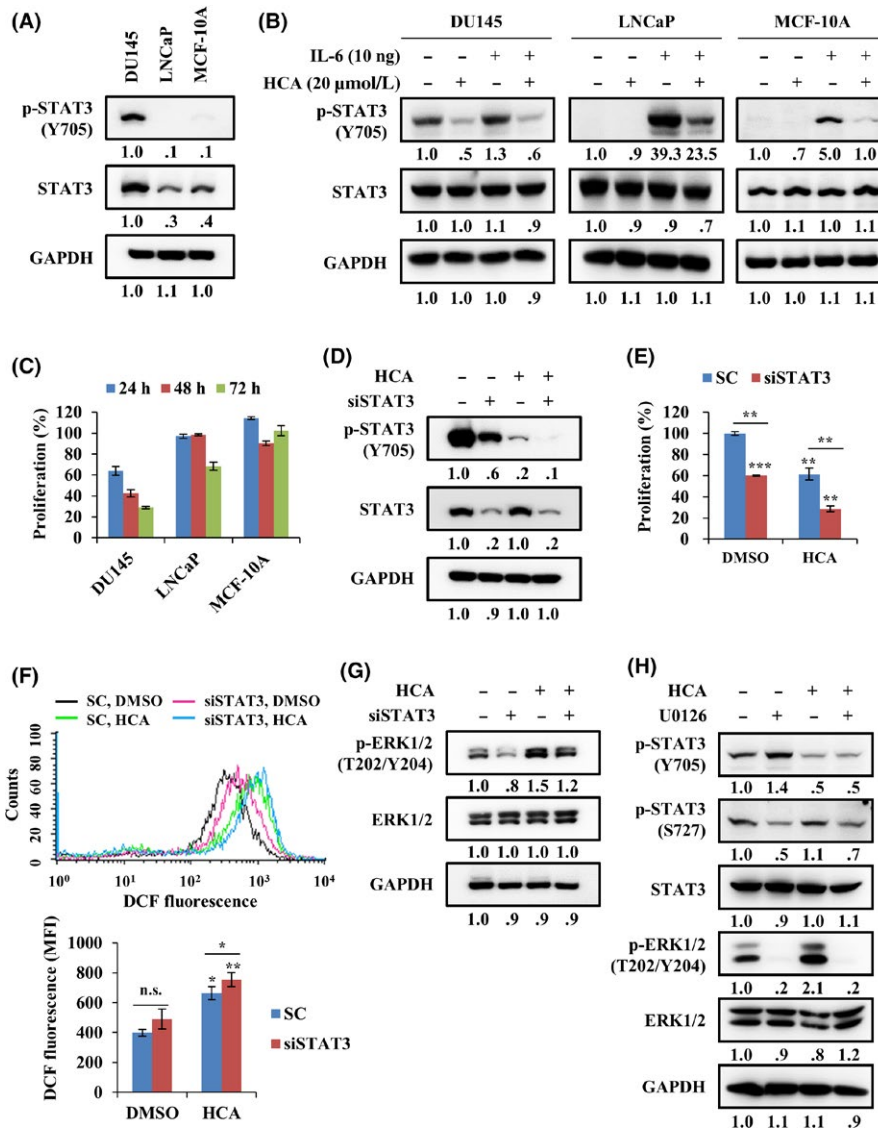 (A)
DU145
LNCaP
MCF-10A
p-STAT3
(Y705)
1.0 .1 .1
STAT3
1.0 .3 .4
GAPDH
1.0 1.1 1.0
(B)
DU145 LNCaP MCF-10A
IL-6 (10 ng) – – + + – – + + – – + +
HCA (20 μmol/L) – + – + – + – + – + – +
p-STAT3
(Y705)
1.0 .5 1.3 .6 1.0 .9 39.3 23.5 1.0 .7 5.0 1.0
STAT3
1.0 1.0 1.1 .9 1.0 .9 .9 .7 1.0 1.1 1.0 1.1
GAPDH
1.0 1.0 1.0 .9 1.0 1.1 1.0 1.1 1.0 1.0 1.1 1.1
(C)
24 h 48 h 72 h
Proliferation (%)
120
100
80
60
40
20
0
DU145
LNCaP
MCF-10A
(D)
HCA – – + +
siSTAT3 – + – +
p-STAT3
(Y705)
1.0 .6 .2 .1
STAT3
1.0 .2 1.0 .2
GAPDH
1.0 .9 1.0 1.0
(E)
SC siSTAT3
Proliferation (%)
120
100
80
60
40
20
0
**
***
**
**
**
DMSO HCA
(F)
SC, DMSO siSTAT3, DMSO
SC, HCA siSTAT3, HCA
Counts
100
80
60
40
20
0
10⁰ 10¹ 10² 10³ 10⁴
DCF fluorescence
DCF fluorescence (MFI)
1000
800
600
400
200
0
n.s.
*
*
**
SC
siSTAT3
DMSO HCA
(G)
HCA – – + +
siSTAT3 – + – +
p-ERK1/2
(T202/Y204)
1.0 .8 1.5 1.2
ERK1/2
1.0 1.0 1.0 1.0
GAPDH
1.0 .9 .9 .9
(H)
HCA – – + +
U0126 – + – +
p-STAT3
(Y705)
1.0 1.4 .5 .5
p-STAT3
(S727)
1.0 .5 1.1 .7
STAT3
1.0 .9 1.0 1.1
p-ERK1/2
(T202/Y204)
1.0 .2 2.1 .2
ERK1/2
1.0 .9 .8 1.2
GAPDH
1.0 1.1 1.1 .9